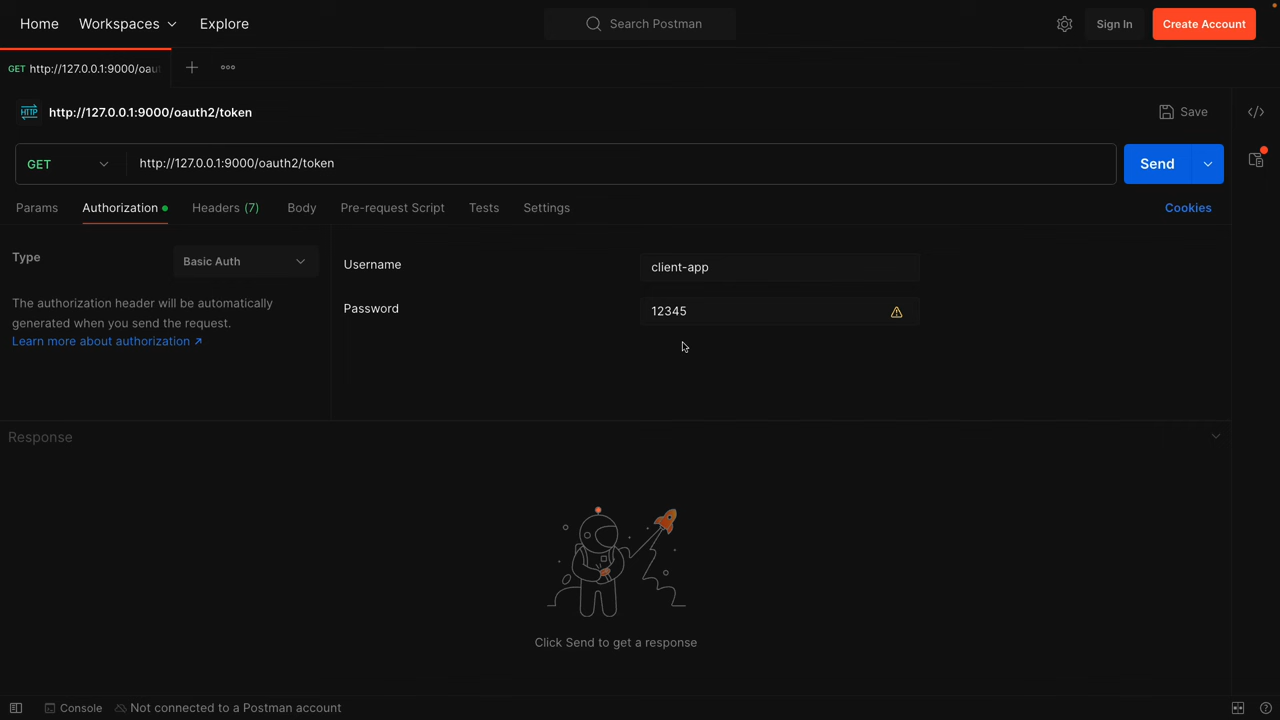 Home Workspaces Explore Search Postman Sign In Create Account
GET http://127.0.0.1:9000/oau
HTTP http://127.0.0.1:9000/oauth2/token Save </>
GET http://127.0.0.1:9000/oauth2/token Send
Params Authorization Headers (7) Body Pre-request Script Tests Settings Cookies
Type Basic Auth
The authorization header will be automatically
generated when you send the request.
Learn more about authorization ↗
Username client-app
Password 12345
Response
Click Send to get a response
Console Not connected to a Postman account